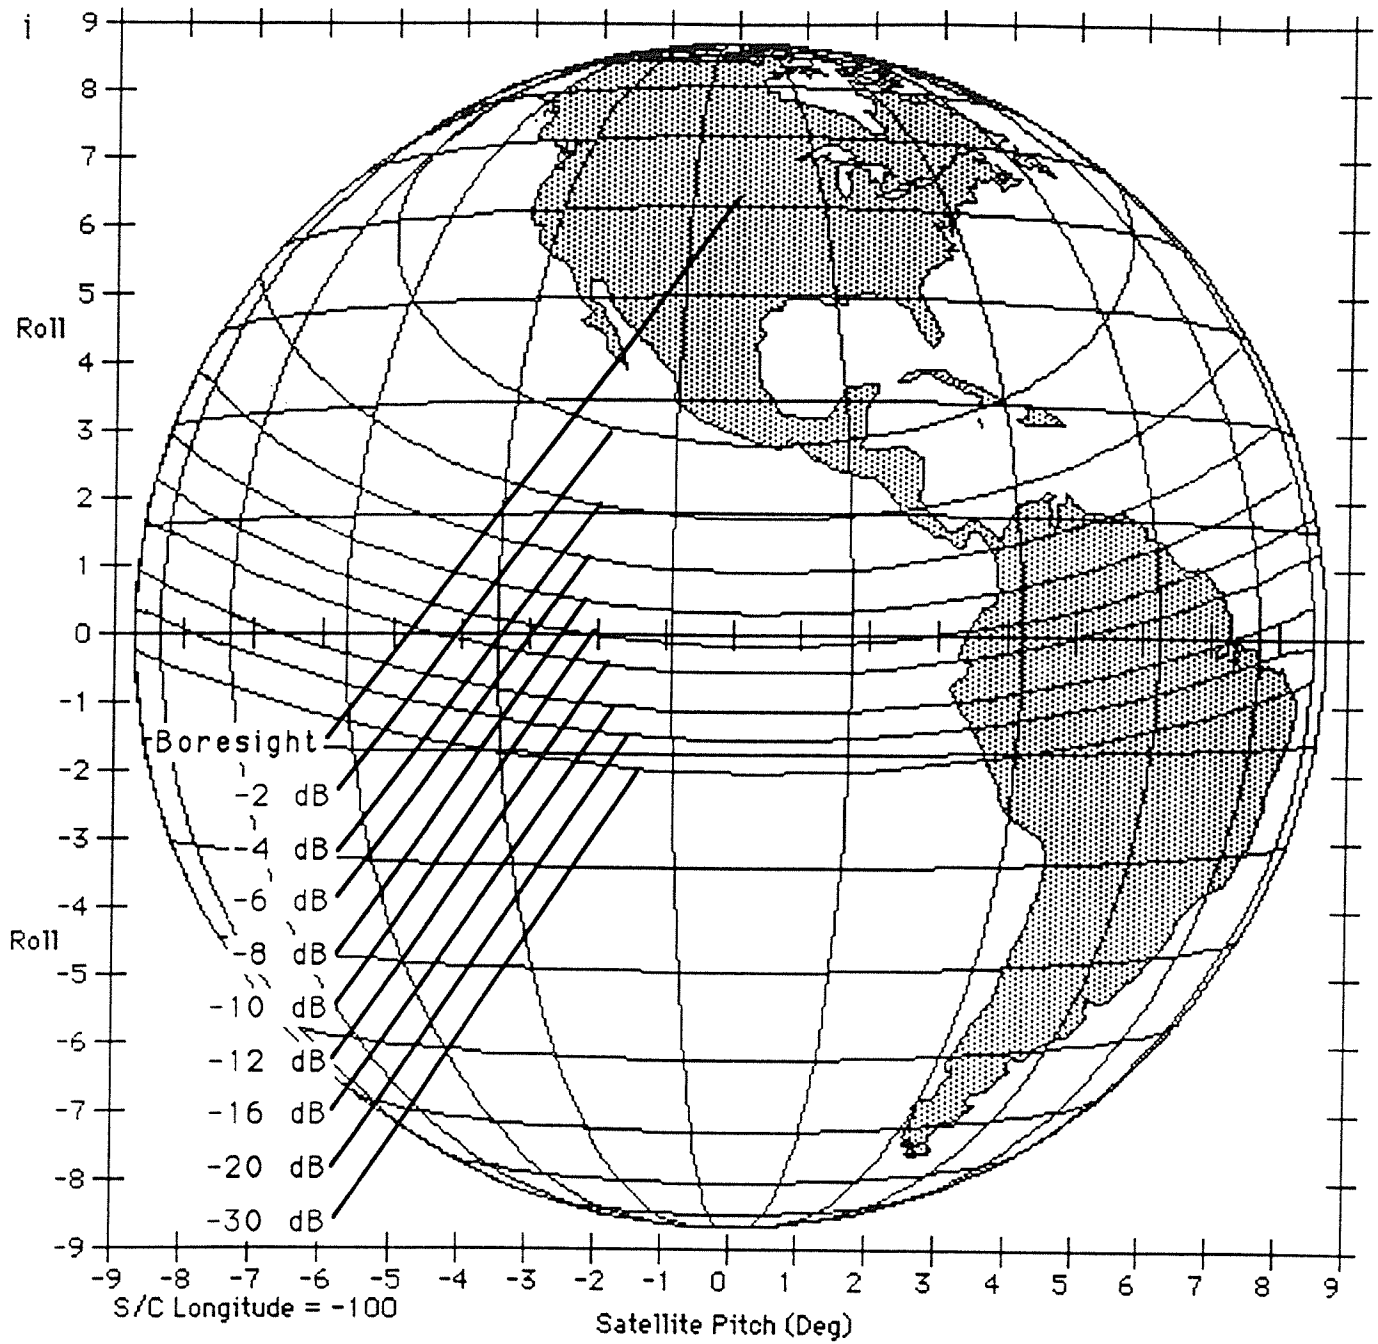 i
9
8
7
6
5
Roll
4
3
2
1
0
-1
Boresight
-2
-2 dB
-3
-4 dB
-4
-6 dB
Roll
-8 dB
-5
-10 dB
-6
-12 dB
-7
-16 dB
-8
-20 dB
-30 dB
-9
-9 -8 -7 -6 -5 -4 -3 -2 -1 0 1 2 3 4 5 6 7 8 9
S/C Longitude = -100
Satellite Pitch (Deg)